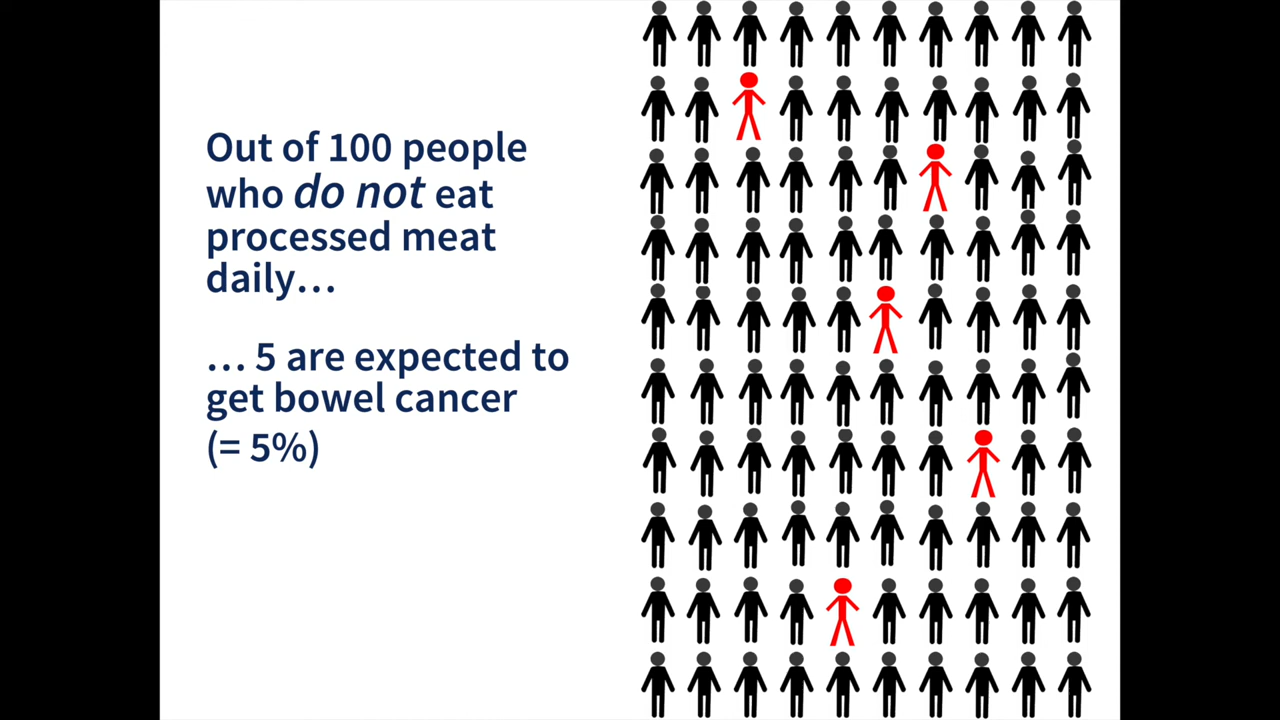 Out of 100 people
who do not eat
processed meat
daily...
... 5 are expected to
get bowel cancer
(= 5%)